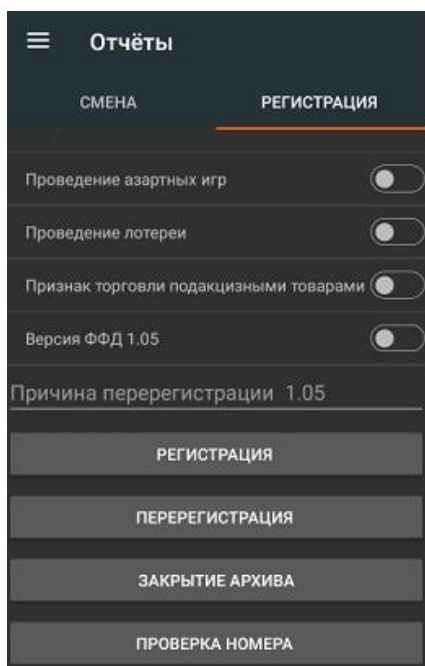 Отчёты
СМЕНА РЕГИСТРАЦИЯ
Проведение азартных игр
Проведение лотереи
Признак торговли подакцизными товарами
Версия ФФД 1.05
Причина перерегистрации 1.05
РЕГИСТРАЦИЯ
ПЕРЕРЕГИСТРАЦИЯ
ЗАКРЫТИЕ АРХИВА
ПРОВЕРКА НОМЕРА